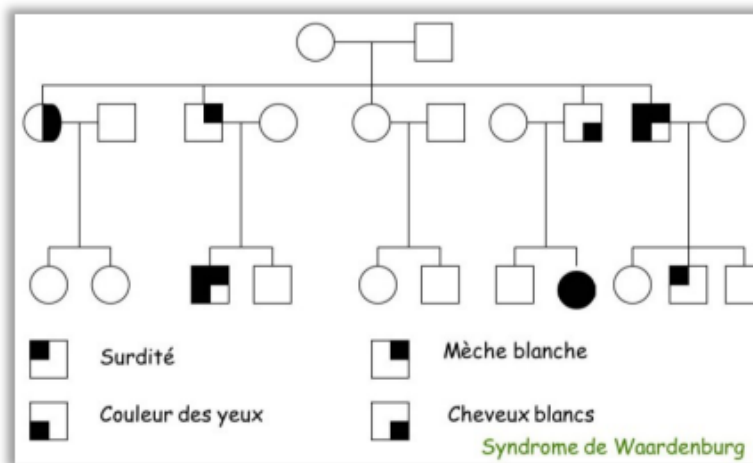 Surdité
Mèche blanche
Couleur des yeux
Cheveux blancs
Syndrome de Waardenburg